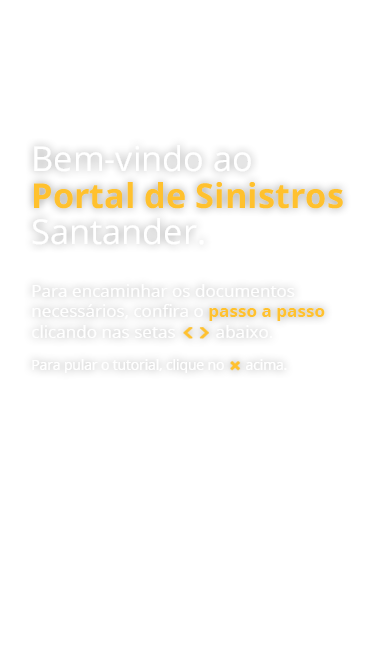 Bem-vindo ao
Portal de Sinistros
Santander.
Para encaminhar os documentos
necessários, confira o passo a passo
clicando nas setas < > abaixo.
Para pular o tutorial, clique no ✖ acima.